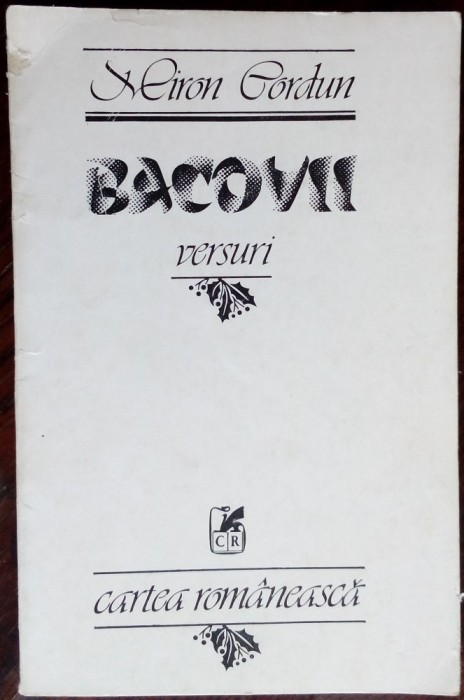 Miron Cordun
BACOVII
versuri
CR
cartea românească